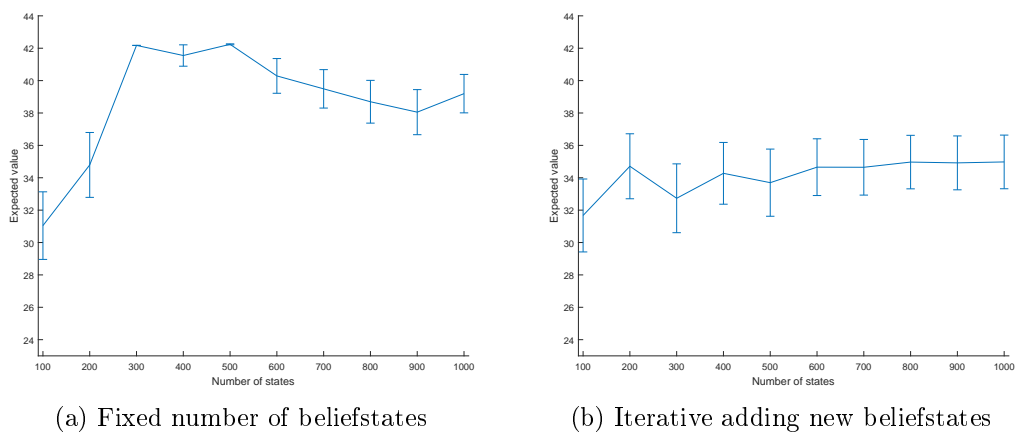 44
42
40
38
36
34
32
30
28
26
24
Expected value
100 200 300 400 500 600 700 800 900 1000
Number of states
(a) Fixed number of beliefstates
44
42
40
38
36
34
32
30
28
26
24
Expected value
100 200 300 400 500 600 700 800 900 1000
Number of states
(b) Iterative adding new beliefstates